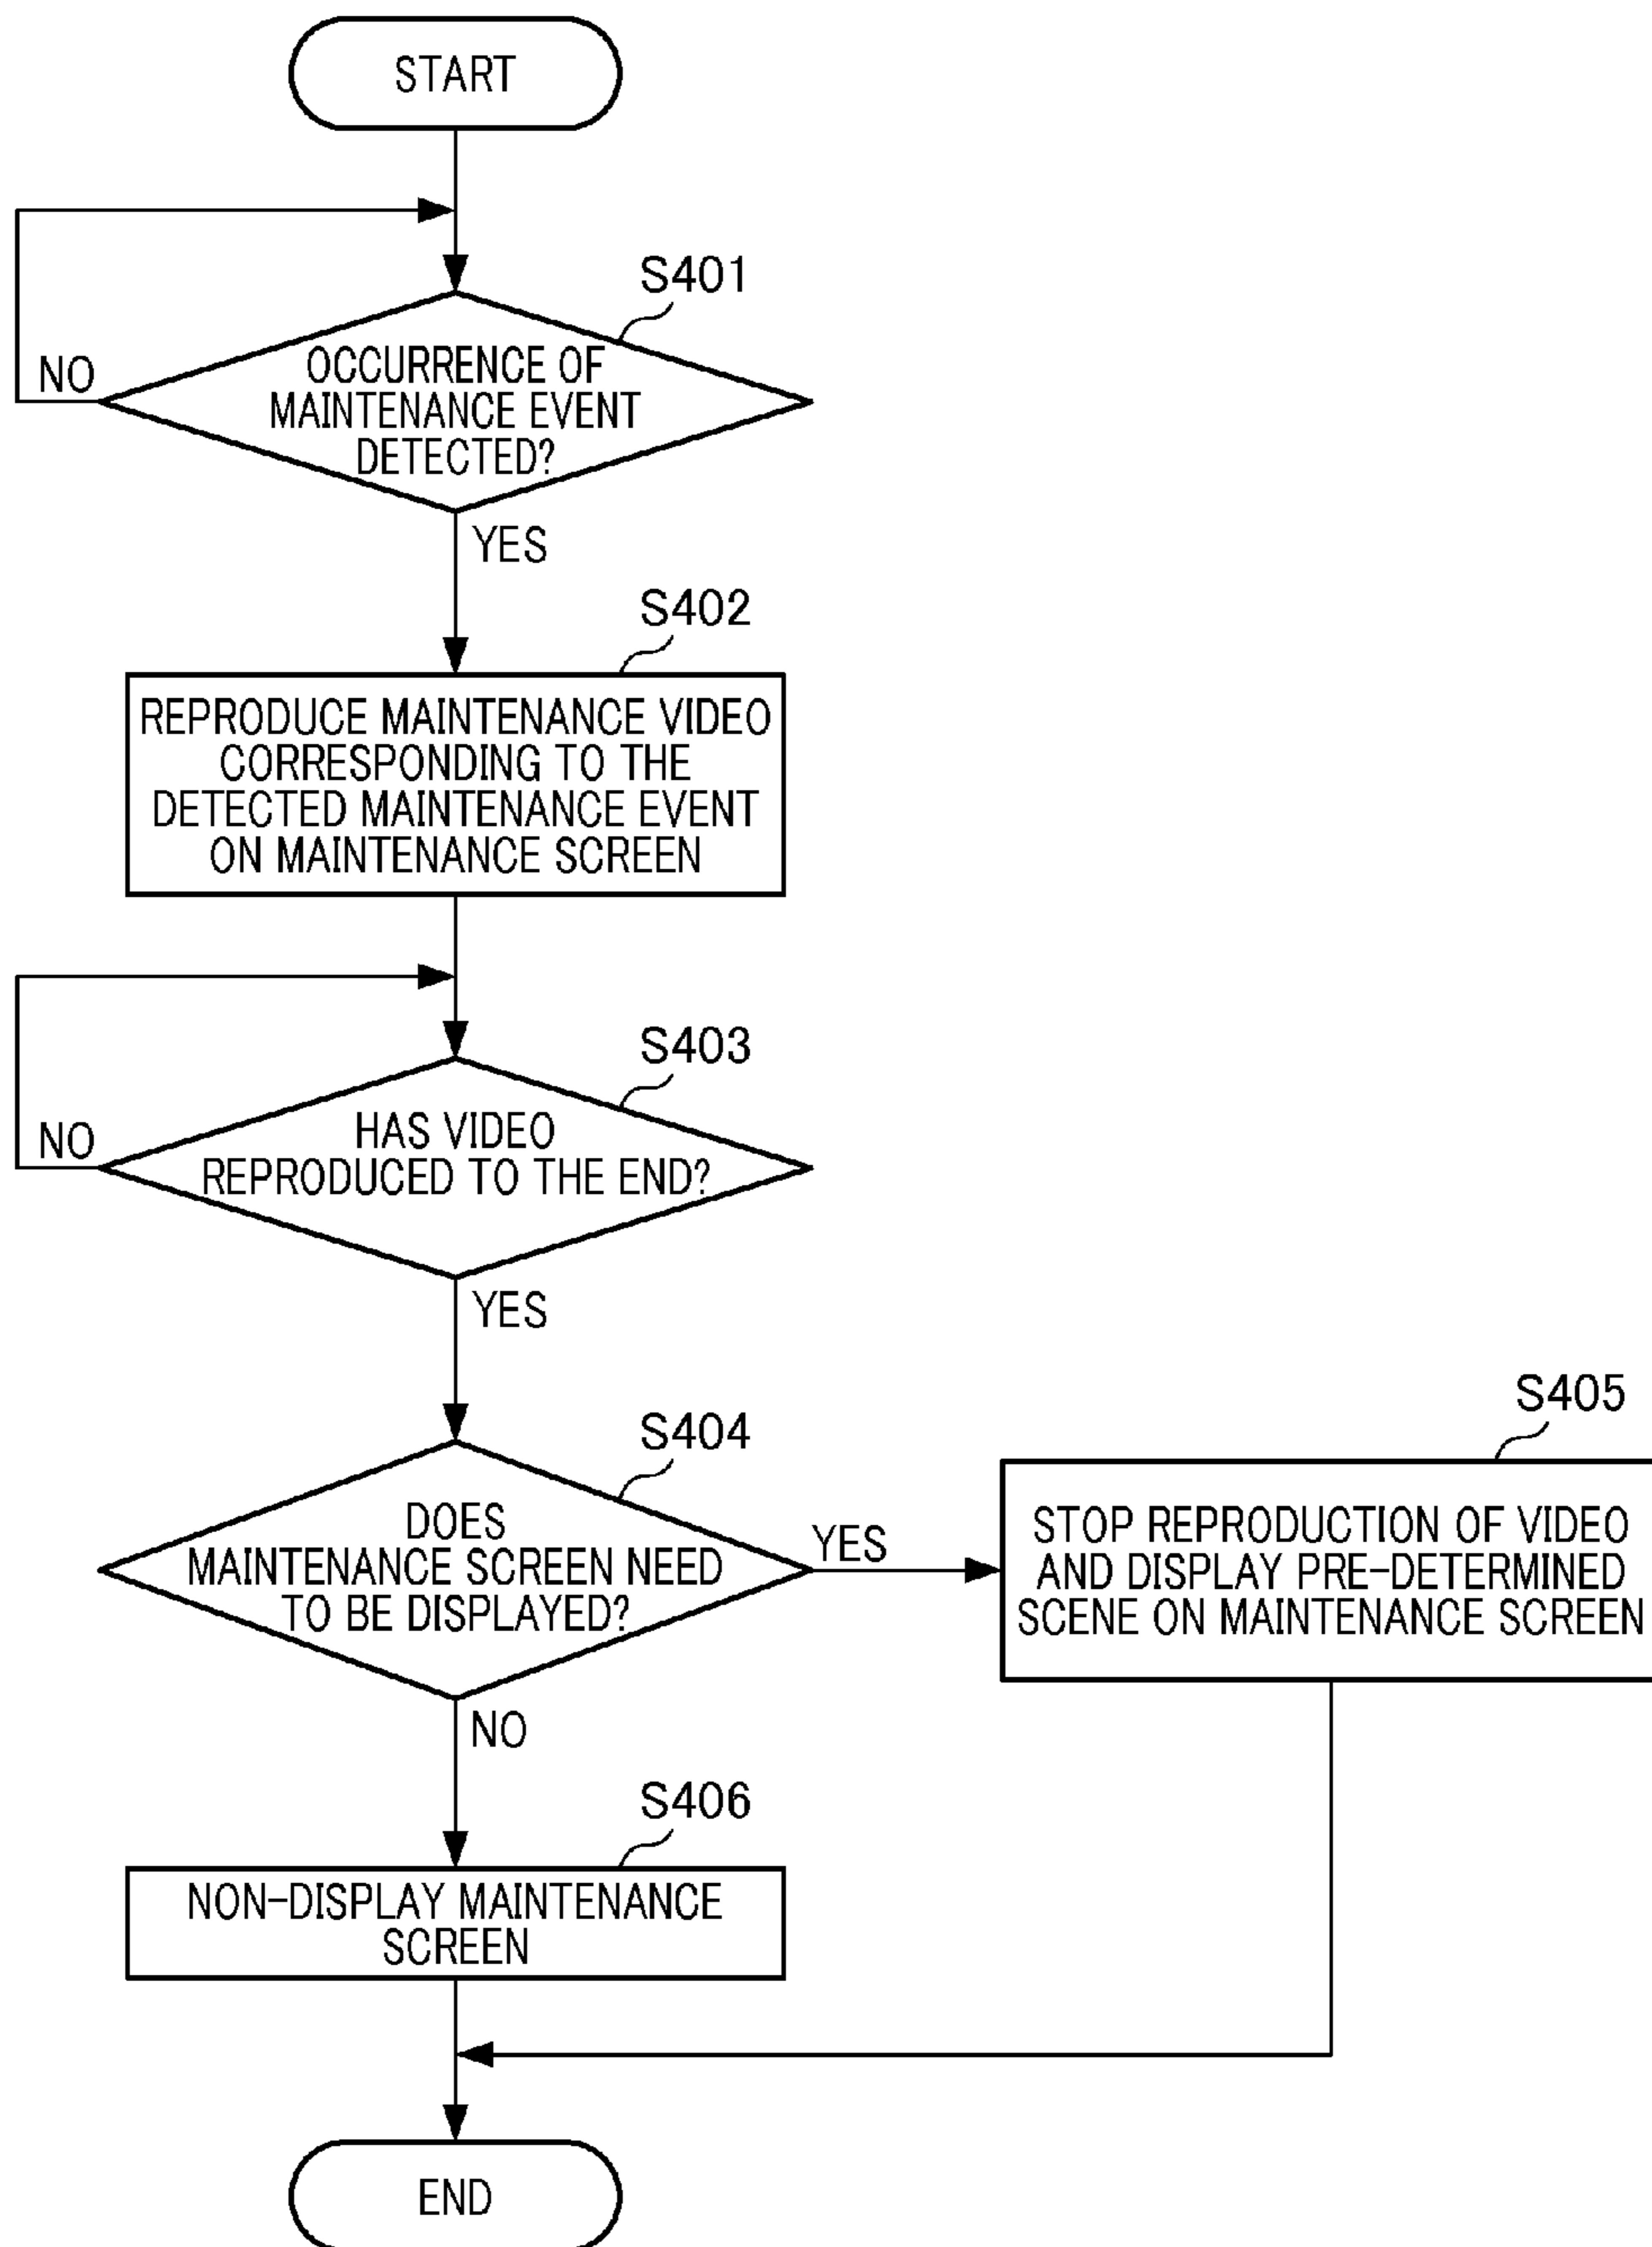 START
S401
NO
OCCURRENCE OF
MAINTENANCE EVENT
DETECTED?
YES
S402
REPRODUCE MAINTENANCE VIDEO
CORRESPONDING TO THE
DETECTED MAINTENANCE EVENT
ON MAINTENANCE SCREEN
S403
NO
HAS VIDEO
REPRODUCED TO THE END?
YES
S404
DOES
MAINTENANCE SCREEN NEED
TO BE DISPLAYED?
YES
S405
STOP REPRODUCTION OF VIDEO
AND DISPLAY PRE-DETERMINED
SCENE ON MAINTENANCE SCREEN
NO
S406
NON-DISPLAY MAINTENANCE
SCREEN
END